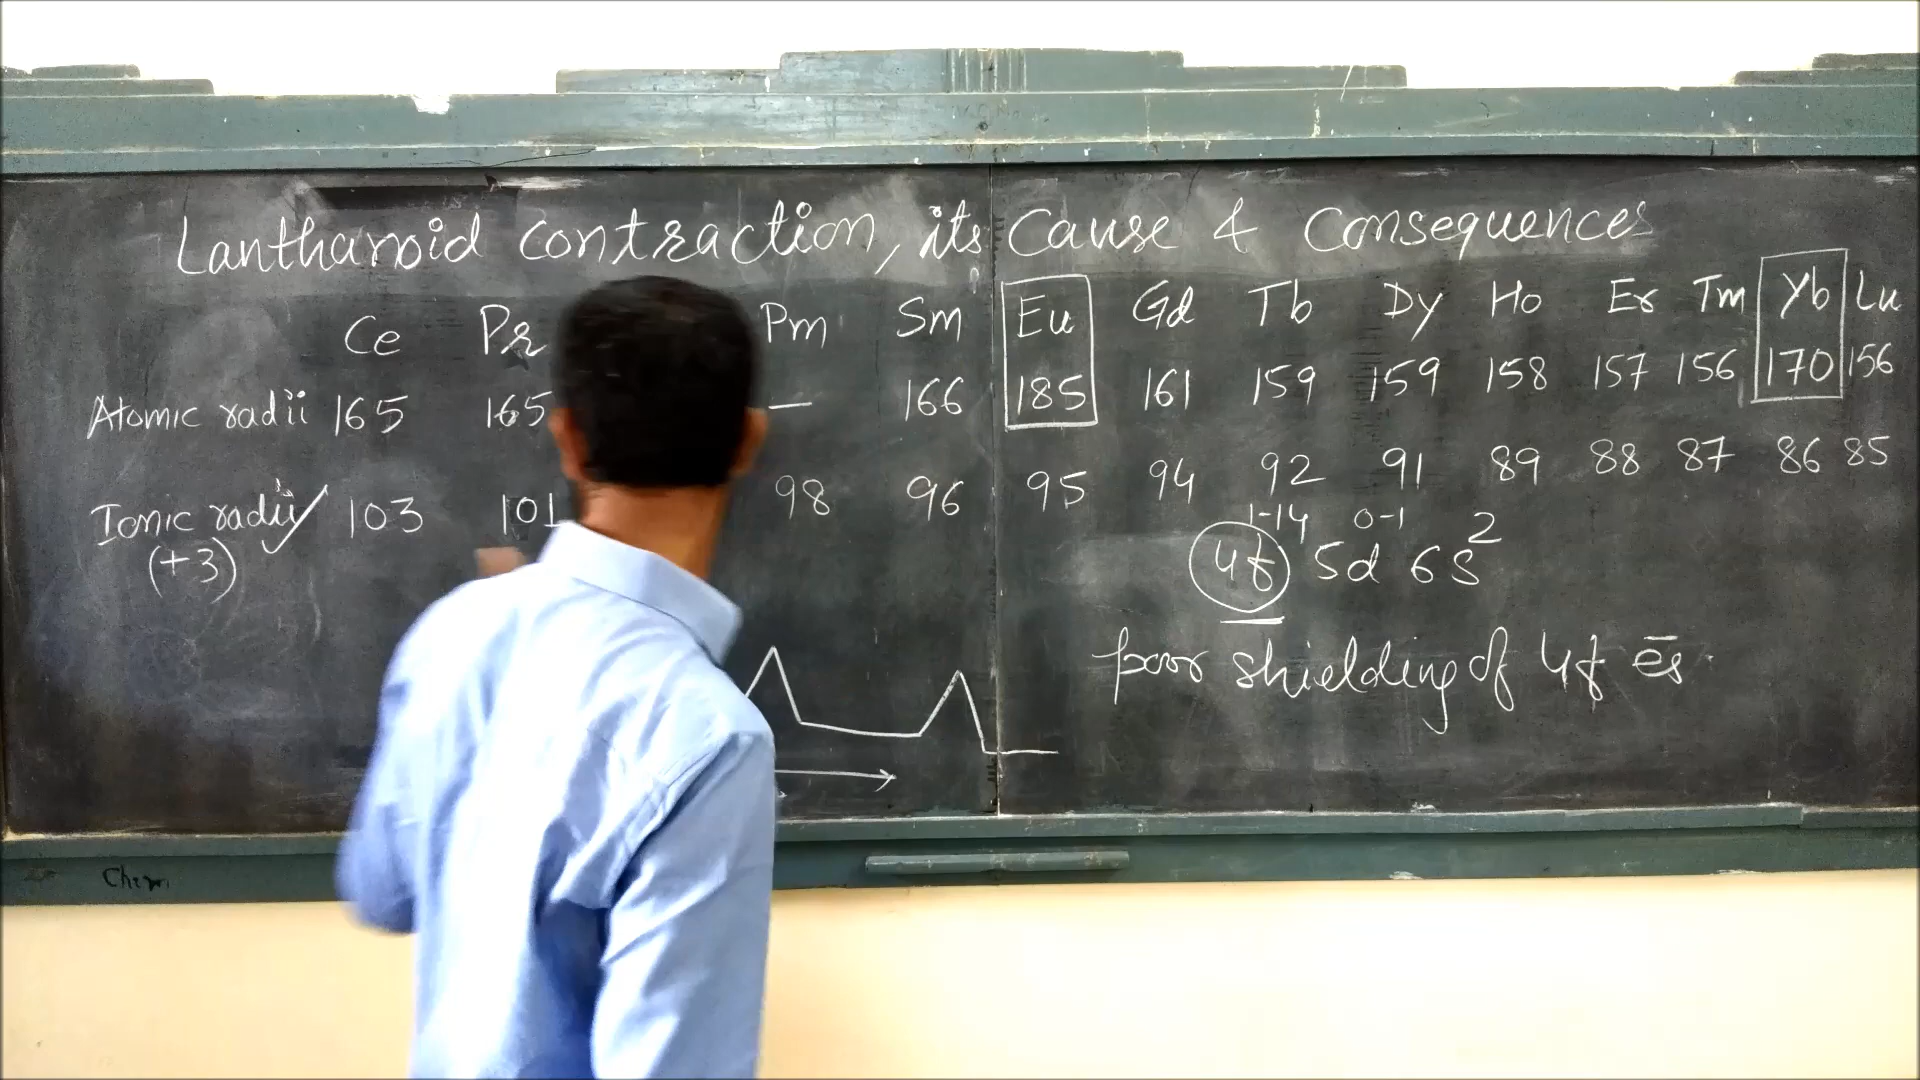 Lanthanoid contraction, its Cause & Consequences
Ce Pr Pm Sm Eu Gd Tb Dy Ho Er Tm Yb Lu
Atomic radii 165 165 — 166 185 161 159 159 158 157 156 170 156
Ionic radii 103 101 98 96 95 94 92 91 89 88 87 86 85
(+3)
4f 1-14 5d 0-1 6s 2
poor shielding of 4f ēs
Chem